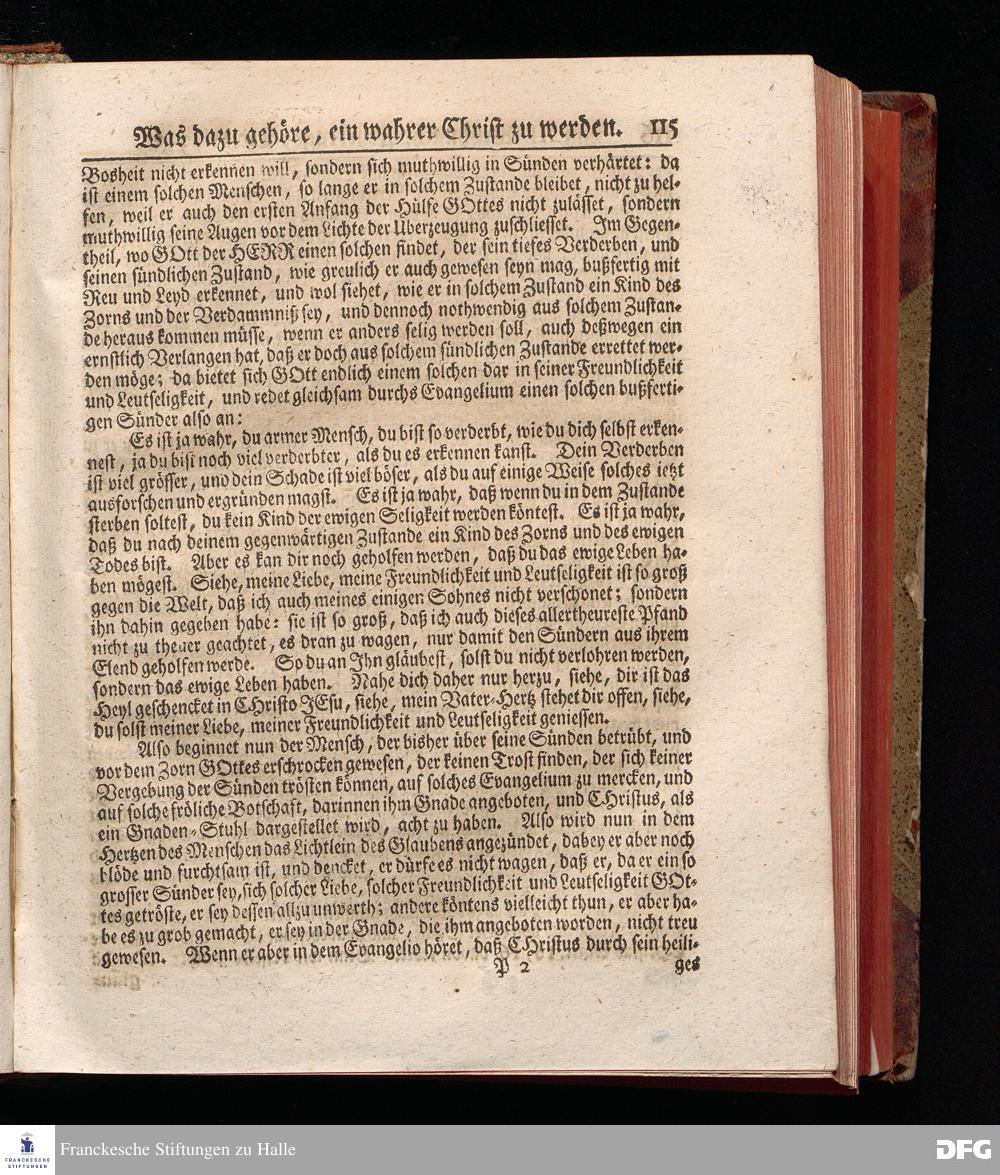 Was dazu gehöre, ein wahrer Christ zu werden. 115
Bosheit nicht erkennen will, sondern sich muthwillig in Sünden verhärtet: da
ist einem solchen Menschen, so lange er in solchem Zustande bleibet, nicht zu hel-
fen, weil er auch den ersten Anfang der Hülfe GOttes nicht zulässet, sondern
muthwillig seine Augen vor dem Lichte der Überzeugung zuschliesset. Im Gegen-
theil, wo GOtt der HERR einen solchen findet, der sein tiefes Verderben, und
seinen sündlichen Zustand, wie greulich er auch gewesen seyn mag, bußfertig mit
Reu und Leyd erkennet, und wol siehet, wie er in solchem Zustand ein Kind des
Zorns und der Verdammniß sey, und dennoch nothwendig aus solchem Zustan-
de heraus kommen müsse, wenn er anders selig werden soll, auch deßwegen ein
ernstlich Verlangen hat, daß er doch aus solchem sündlichen Zustande errettet wer-
den möge; da bietet sich GOtt endlich einem solchen dar in seiner Freundlichkeit
und Leutseligkeit, und redet gleichsam durchs Evangelium einen solchen bußferti-
gen Sünder also an:
Es ist ja wahr, du armer Mensch, du bist so verderbt, wie du dich selbst erken-
nest, ja du bist noch viel verderbter, als du es erkennen kanst. Dein Verderben
ist viel grösser, und dein Schade ist viel böser, als du auf einige Weise solches ietzt
ausforschen und ergründen magst. Es ist ja wahr, daß wenn du in dem Zustande
sterben soltest, du kein Kind der ewigen Seligkeit werden köntest. Es ist ja wahr,
daß du nach deinem gegenwärtigen Zustande ein Kind des Zorns und des ewigen
Todes bist. Aber es kan dir noch geholfen werden, daß du das ewige Leben ha-
ben mögest. Siehe, meine Liebe, meine Freundlichkeit und Leutseligkeit ist so groß
gegen die Welt, daß ich auch meines einigen Sohnes nicht verschonet; sondern
ihn dahin gegeben habe: sie ist so groß, daß ich auch dieses allertheureste Pfand
nicht zu theuer geachtet, es dran zu wagen, nur damit den Sündern aus ihrem
Elend geholfen werde. So du an Ihn gläubest, solst du nicht verlohren werden,
sondern das ewige Leben haben. Nahe dich daher nur herzu, siehe, dir ist das
Heyl geschencket in CHristo JEsu, siehe, mein Vater-Hertz stehet dir offen, siehe,
du solst meiner Liebe, meiner Freundlichkeit und Leutseligkeit geniessen.
Also beginnet nun der Mensch, der bisher über seine Sünden betrübt, und
vor dem Zorn GOttes erschrocken gewesen, der keinen Trost finden, der sich keiner
Vergebung der Sünden trösten können, auf solches Evangelium zu mercken, und
auf solche fröliche Botschaft, darinnen ihm Gnade angeboten, und CHristus, als
ein Gnaden-Stuhl dargestellet wird, acht zu haben. Also wird nun in dem
Hertzen des Menschen das Lichtlein des Glaubens angezündet, dabey er aber noch
blöde und furchtsam ist, und dencket, er dürfe es nicht wagen, daß er, da er ein so
grosser Sünder sey, sich solcher Liebe, solcher Freundlichkeit und Leutseligkeit GOt-
tes getröste, er sey dessen allzu unwerth; andere köntens vielleicht thun, er aber ha-
be es zu grob gemacht, er sey in der Gnade, die ihm angeboten worden, nicht treu
gewesen. Wenn er aber in dem Evangelio höret, daß CHristus durch sein heili-
P 2 ges
FRANCKESCHE STIFTUNGEN
Franckesche Stiftungen zu Halle
DFG